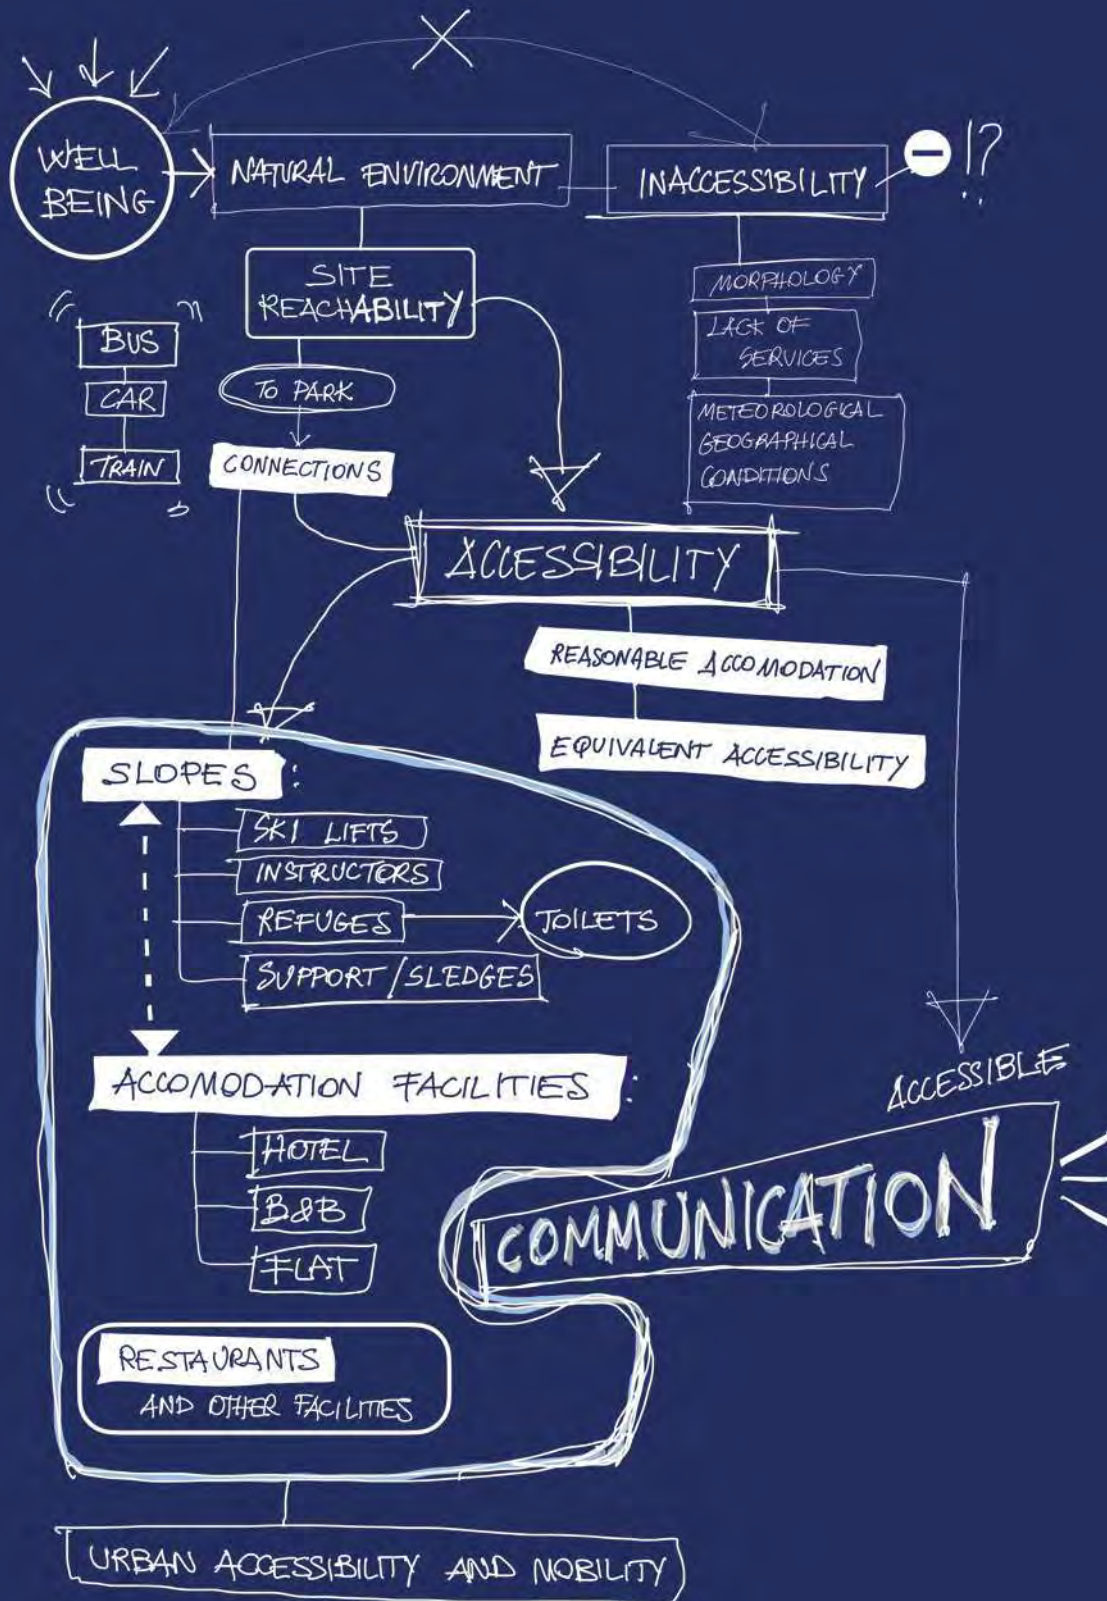 WELL
BEING
NATURAL ENVIRONMENT
INACCESSIBILITY
!?
SITE
REACHABILITY
MORPHOLOGY
LACK OF
SERVICES
METEOROLOGICAL
GEOGRAPHICAL
CONDITIONS
BUS
CAR
TRAIN
TO PARK
CONNECTIONS
ACCESSIBILITY
REASONABLE ACCOMODATION
EQUIVALENT ACCESSIBILITY
SLOPES :
SKI LIFTS
INSTRUCTORS
REFUGES
TOILETS
SUPPORT/SLEDGES
ACCOMODATION FACILITIES :
HOTEL
B&B
FLAT
ACCESSIBLE
COMMUNICATION
RESTAURANTS
AND OTHER FACILITIES
URBAN ACCESSIBILITY AND MOBILITY